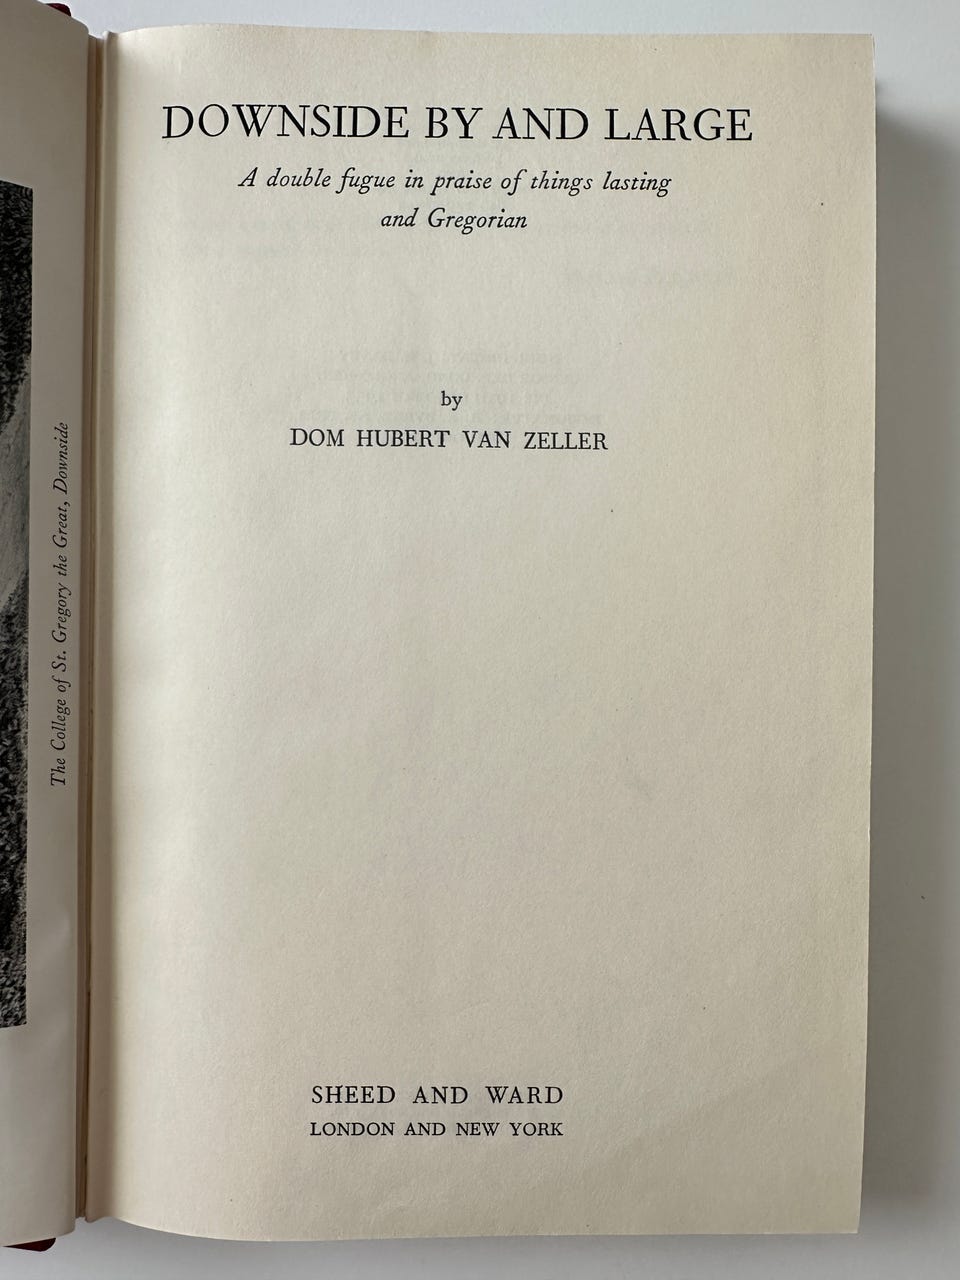 The College of St. Gregory the Great, Downside
DOWNSIDE BY AND LARGE
A double fugue in praise of things lasting
and Gregorian
by
DOM HUBERT VAN ZELLER
SHEED AND WARD
LONDON AND NEW YORK